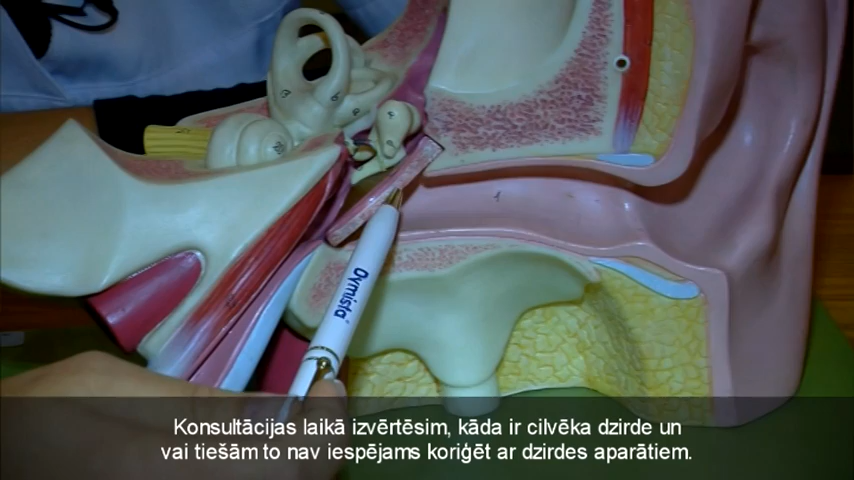 Dymista
Konsultācijas laikā izvērtēsim, kāda ir cilvēka dzirde un
vai tiešām to nav iespējams koriģēt ar dzirdes aparātiem.